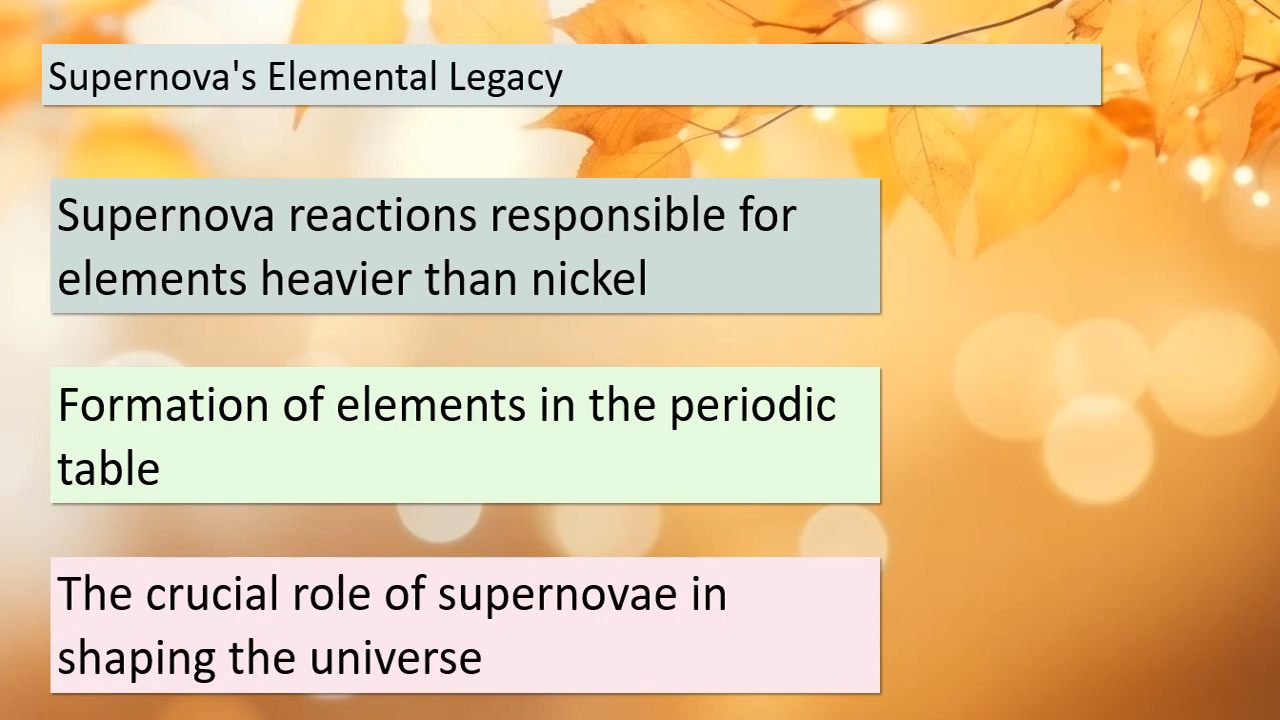 Supernova's Elemental Legacy
Supernova reactions responsible for
elements heavier than nickel
Formation of elements in the periodic
table
The crucial role of supernovae in
shaping the universe